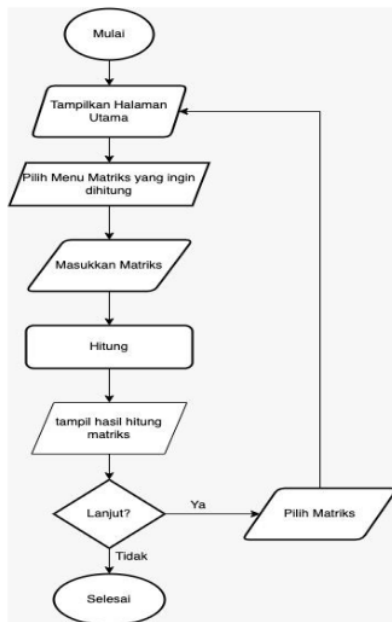 Mulai
Tampilkan Halaman
Utama
Pilih Menu Matriks yang ingin
dihitung
Masukkan Matriks
Hitung
tampil hasil hitung
matriks
Lanjut?
Ya
Pilih Matriks
Tidak
Selesai